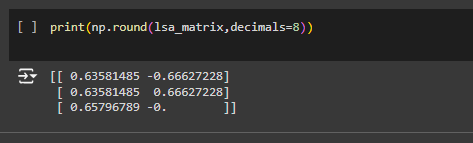 [ ] print(np.round(lsa_matrix,decimals=8))
[[ 0.63581485 -0.66627228]
[ 0.63581485  0.66627228]
[ 0.65796789 -0.        ]]